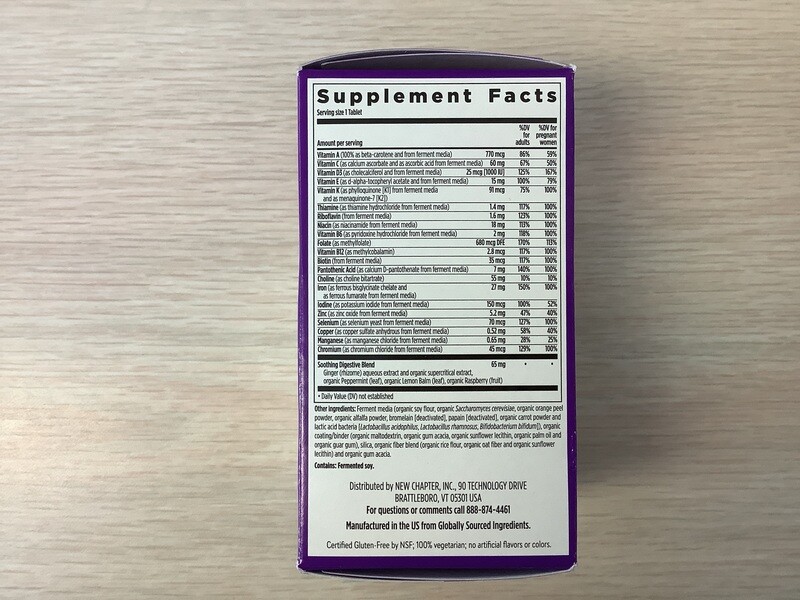 Supplement Facts
Serving size 1 Tablet
%DV for adults %DV for pregnant women
Amount per serving
Vitamin A (100% as beta-carotene and from ferment media) 770 mcg 86% 59%
Vitamin C (as calcium ascorbate and as ascorbic acid from ferment media) 60 mg 67% 50%
Vitamin D3 (as cholecalciferol and from ferment media) 25 mcg [1000 IU] 125% 167%
Vitamin E (as d-alpha-tocopheryl acetate and from ferment media) 15 mg 100% 79%
Vitamin K (as phylloquinone [K1] from ferment media 91 mcg 75% 100%
and as menaquinone-7 [K2])
Thiamine (as thiamine hydrochloride from ferment media) 1.4 mg 117% 100%
Riboflavin (from ferment media) 1.6 mg 123% 100%
Niacin (as niacinamide from ferment media) 18 mg 113% 100%
Vitamin B6 (as pyridoxine hydrochloride from ferment media) 2 mg 118% 100%
Folate (as methylfolate) 680 mcg DFE 170% 113%
Vitamin B12 (as methylcobalamin) 2.8 mcg 117% 100%
Biotin (from ferment media) 35 mcg 117% 100%
Pantothenic Acid (as calcium D-pantothenate from ferment media) 7 mg 140% 100%
Choline (as choline bitartrate) 55 mg 10% 10%
Iron (as ferrous bisglycinate chelate and 27 mg 150% 100%
as ferrous fumarate from ferment media)
Iodine (as potassium iodide from ferment media) 150 mcg 100% 52%
Zinc (as zinc oxide from ferment media) 5.2 mg 47% 40%
Selenium (as selenium yeast from ferment media) 70 mcg 127% 100%
Copper (as copper sulfate anhydrous from ferment media) 0.52 mg 58% 40%
Manganese (as manganese chloride from ferment media) 0.65 mg 28% 25%
Chromium (as chromium chloride from ferment media) 45 mcg 129% 100%
Soothing Digestive Blend 65 mg • •
Ginger (rhizome) aqueous extract and organic supercritical extract,
organic Peppermint (leaf), organic Lemon Balm (leaf), organic Raspberry (fruit)
• Daily Value (DV) not established
Other ingredients: Ferment media (organic soy flour, organic Saccharomyces cerevisiae, organic orange peel
powder, organic alfalfa powder, bromelain [deactivated], papain [deactivated], organic carrot powder and
lactic acid bacteria [Lactobacillus acidophilus, Lactobacillus rhamnosus, Bifidobacterium bifidum]), organic
coating/binder (organic maltodextrin, organic gum acacia, organic sunflower lecithin, organic palm oil and
organic guar gum), silica, organic fiber blend (organic rice flour, organic oat fiber and organic sunflower
lecithin) and organic gum acacia.
Contains: Fermented soy.
Distributed by NEW CHAPTER, INC., 90 TECHNOLOGY DRIVE
BRATTLEBORO, VT 05301 USA
For questions or comments call 888-874-4461
Manufactured in the US from Globally Sourced Ingredients.
Certified Gluten-Free by NSF; 100% vegetarian; no artificial flavors or colors.